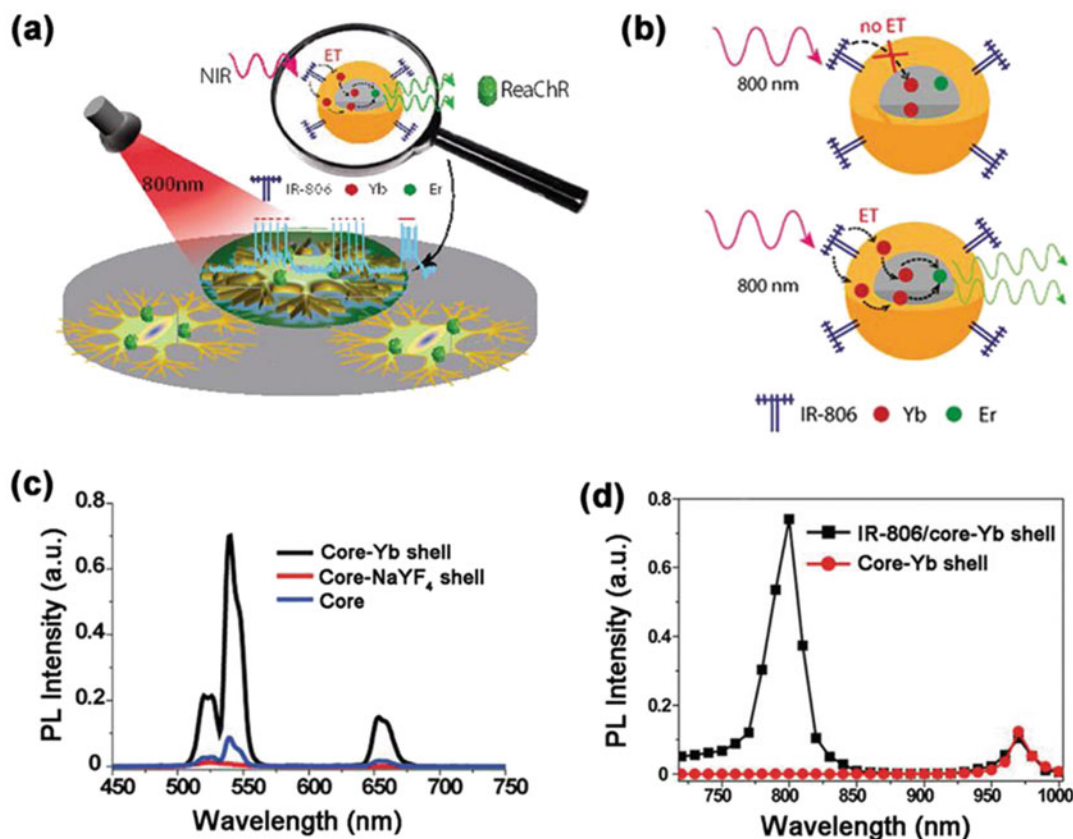 (a)
NIR
ET
ReaChR
800nm
IR-806 Yb Er
(b)
no ET
800 nm
ET
800 nm
IR-806 Yb Er
(c)
PL Intensity (a.u.)
0.8
0.6
0.4
0.2
0
Core-Yb shell
Core-NaYF₄ shell
Core
450 500 550 600 650 700 750
Wavelength (nm)
(d)
PL Intensity (a.u.)
0.8
0.6
0.4
0.2
0
IR-806/core-Yb shell
Core-Yb shell
750 800 850 900 950 1000
Wavelength (nm)